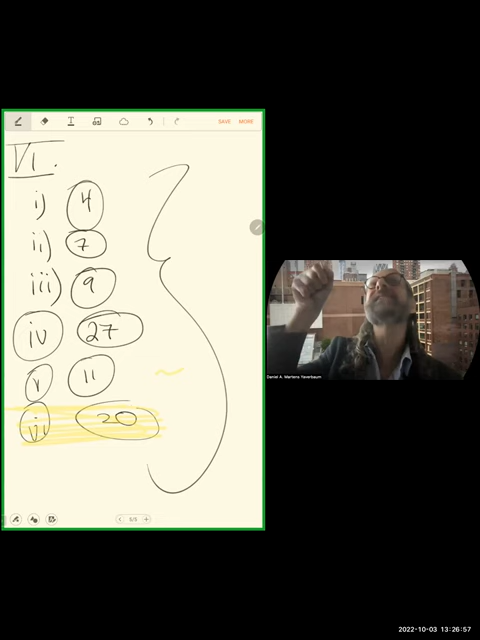 SAVE MORE
VI.
i) 4
ii) 7
iii) 9
iv 27
v 11
vi 20
5/5
Daniel A. Martens Yaverbaum
2022-10-03 13:26:57